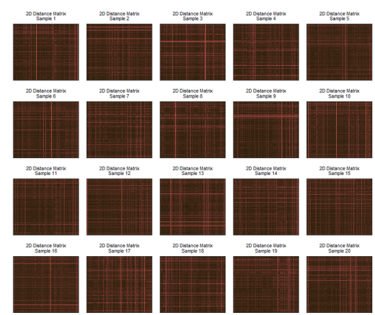 2D Distance Matrix
Sample 1
2D Distance Matrix
Sample 2
2D Distance Matrix
Sample 3
2D Distance Matrix
Sample 4
2D Distance Matrix
Sample 5
2D Distance Matrix
Sample 6
2D Distance Matrix
Sample 7
2D Distance Matrix
Sample 8
2D Distance Matrix
Sample 9
2D Distance Matrix
Sample 10
2D Distance Matrix
Sample 11
2D Distance Matrix
Sample 12
2D Distance Matrix
Sample 13
2D Distance Matrix
Sample 14
2D Distance Matrix
Sample 15
2D Distance Matrix
Sample 16
2D Distance Matrix
Sample 17
2D Distance Matrix
Sample 18
2D Distance Matrix
Sample 19
2D Distance Matrix
Sample 20